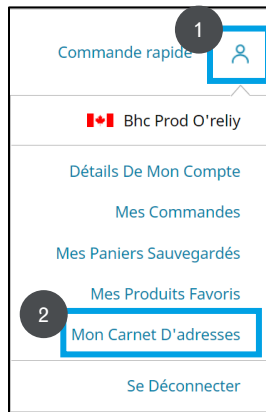 1
Commande rapide
Bhc Prod O'reliy
Détails De Mon Compte
Mes Commandes
Mes Paniers Sauvegardés
Mes Produits Favoris
2
Mon Carnet D'adresses
Se Déconnecter